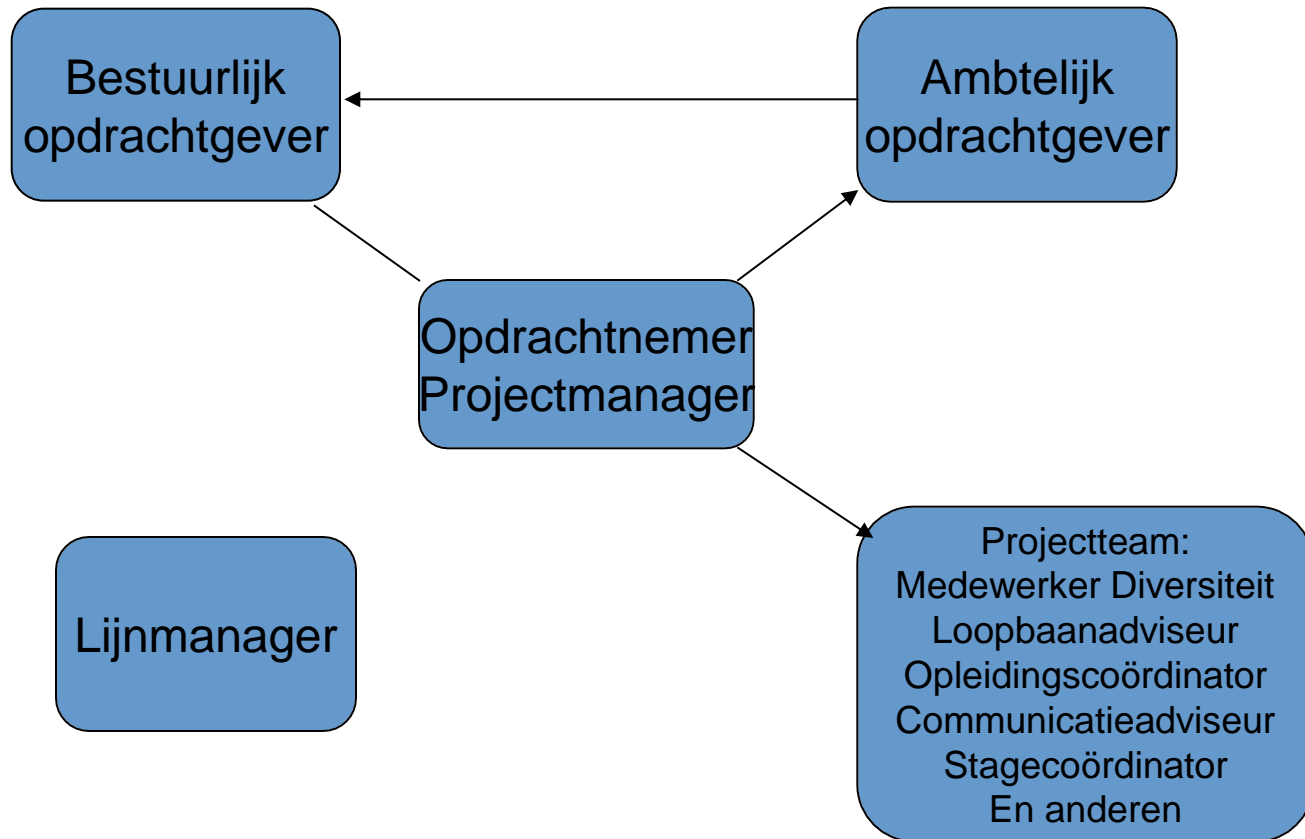 Bestuurlijk
opdrachtgever
Ambtelijk
opdrachtgever
Opdrachtnemer
Projectmanager
Lijnmanager
Projectteam:
Medewerker Diversiteit
Loopbaanadviseur
Opleidingscoördinator
Communicatieadviseur
Stagecoördinator
En anderen